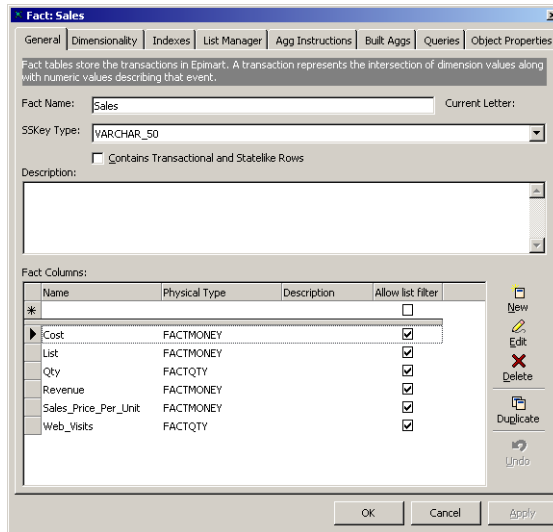 Fact: Sales
General Dimensionality Indexes List Manager Agg Instructions Built Aggs Queries Object Properties
Fact tables store the transactions in Epimart. A transaction represents the intersection of dimension values along
with numeric values describing that event.
Fact Name: Sales Current Letter:
SSKey Type: VARCHAR_50
Contains Transactional and Statelike Rows
Description:
Fact Columns:
Name Physical Type Description Allow list filter
New
Cost FACTMONEY
Edit
List FACTMONEY
Qty FACTQTY
Delete
Revenue FACTMONEY
Sales_Price_Per_Unit FACTMONEY
Duplicate
Web_Visits FACTQTY
Undo
OK Cancel Apply